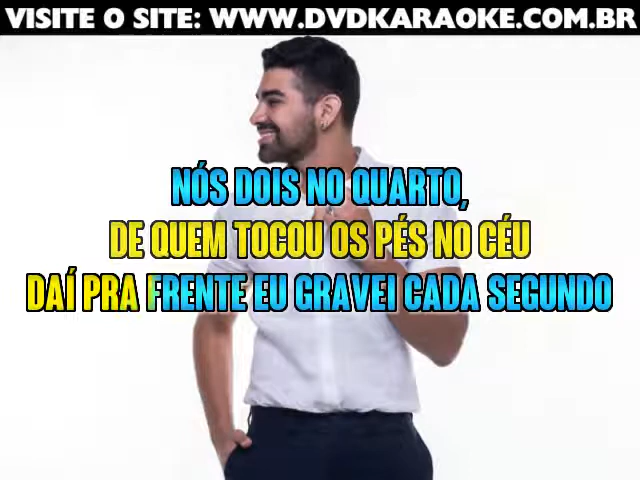 VISITE O SITE: WWW.DVDKARAOKE.COM.BR
NÓS DOIS NO QUARTO,
DE QUEM TOCOU OS PÉS NO CÉU
DAÍ PRA FRENTE EU GRAVEI CADA SEGUNDO